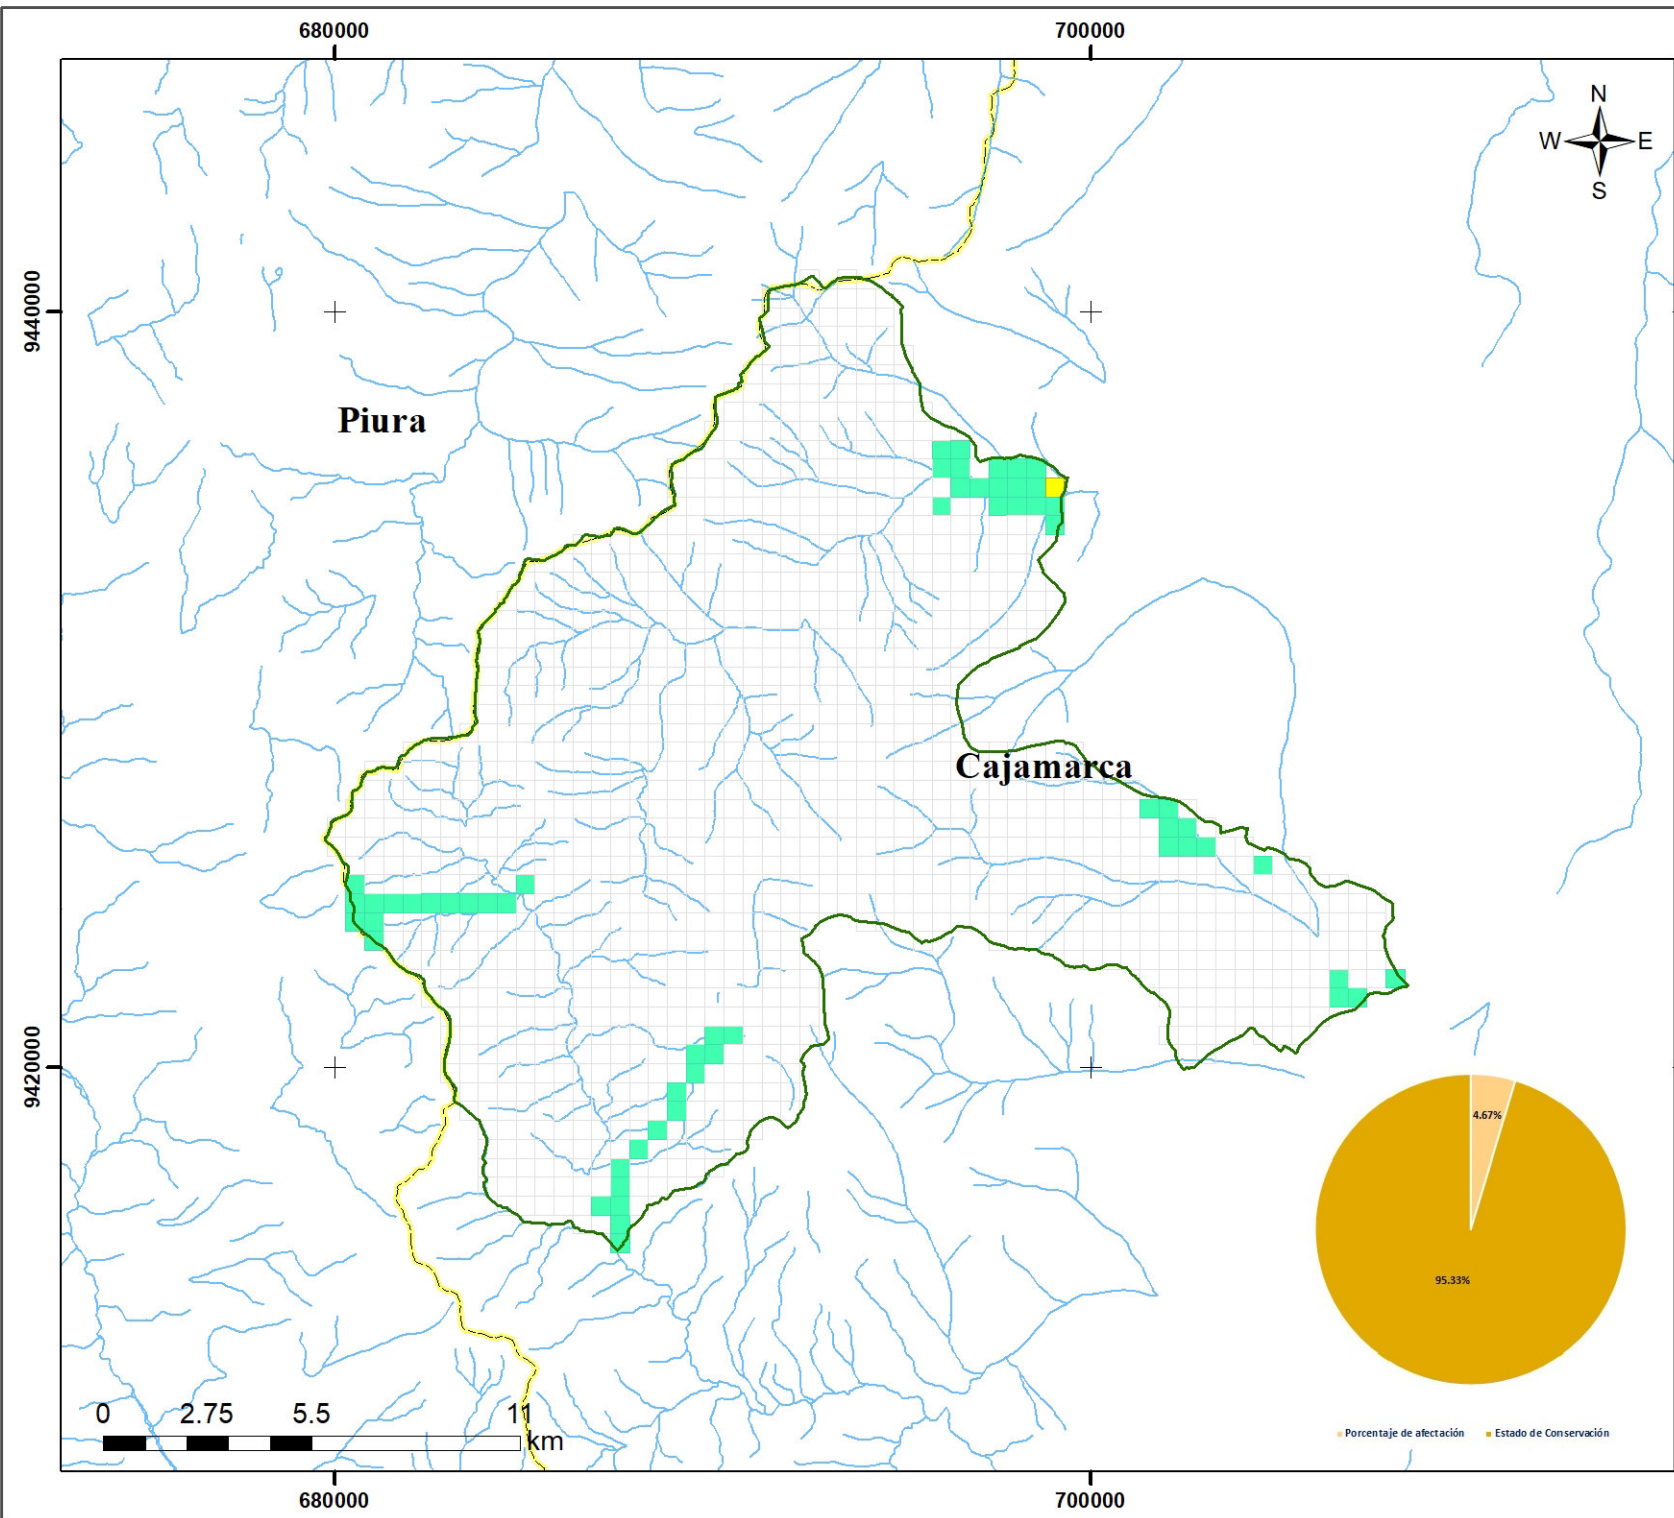 680000 700000
N
W E
S
9440000
Piura
Cajamarca
9420000
4.67%
95.33%
0 2.75 5.5 11
km
Porcentaje de afectación Estado de Conservación
680000 700000